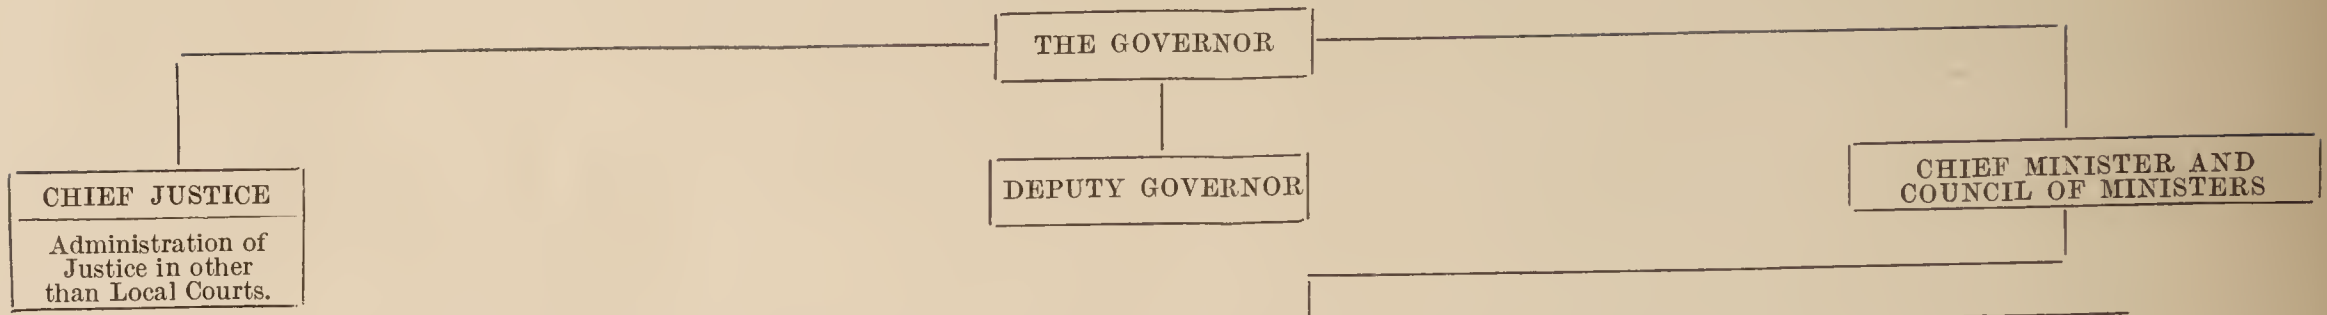 THE GOVERNOR
DEPUTY GOVERNOR
CHIEF JUSTICE
Administration of
Justice in other
than Local Courts.
CHIEF MINISTER AND
COUNCIL OF MINISTERS